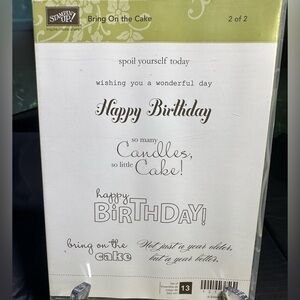 STAMPIN' UP!
Bring On the Cake
2 of 2
spoil yourself today
wishing you a wonderful day
Happy Birthday
so many
Candles,
so little Cake!
happy
BiRTHDAY!
bring on the
cake
Not just a year older,
but a year better.
13